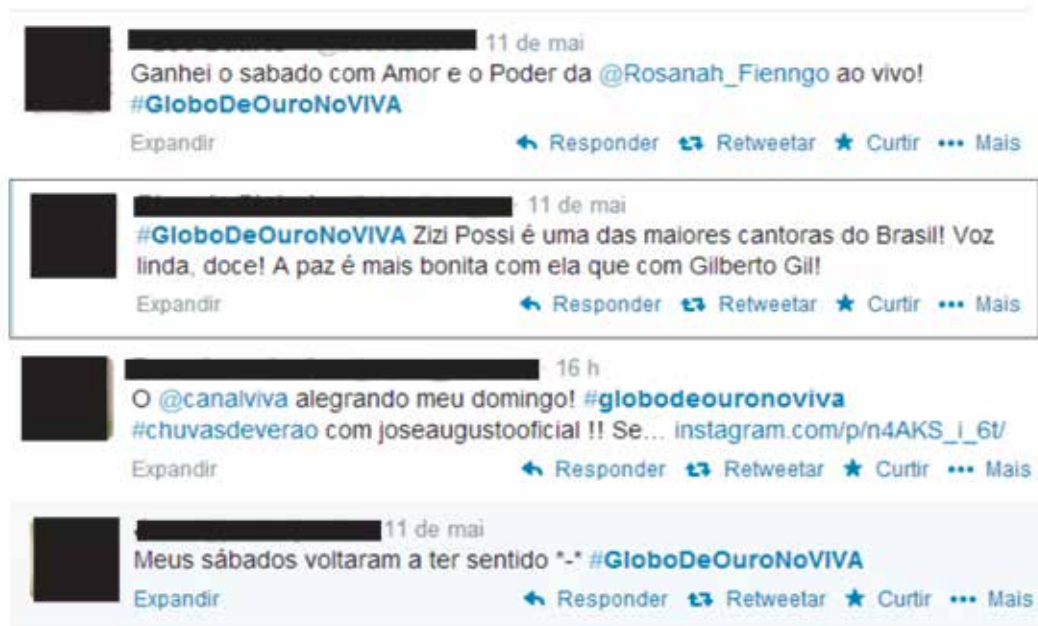 11 de mai
Ganhei o sabado com Amor e o Poder da @Rosanah_Fienngo ao vivo!
#GloboDeOuroNoVIVA
Expandir Responder Retweetar Curtir Mais
11 de mai
#GloboDeOuroNoVIVA Zizi Possi é uma das maiores cantoras do Brasil! Voz
linda, doce! A paz é mais bonita com ela que com Gilberto Gil!
Expandir Responder Retweetar Curtir Mais
16 h
O @canalviva alegrando meu domingo! #globodeouronoviva
#chuvasdeverao com joseaugustooficial !! Se... instagram.com/p/n4AKS_i_6t/
Expandir Responder Retweetar Curtir Mais
11 de mai
Meus sábados voltaram a ter sentido *-* #GloboDeOuroNoVIVA
Expandir Responder Retweetar Curtir Mais